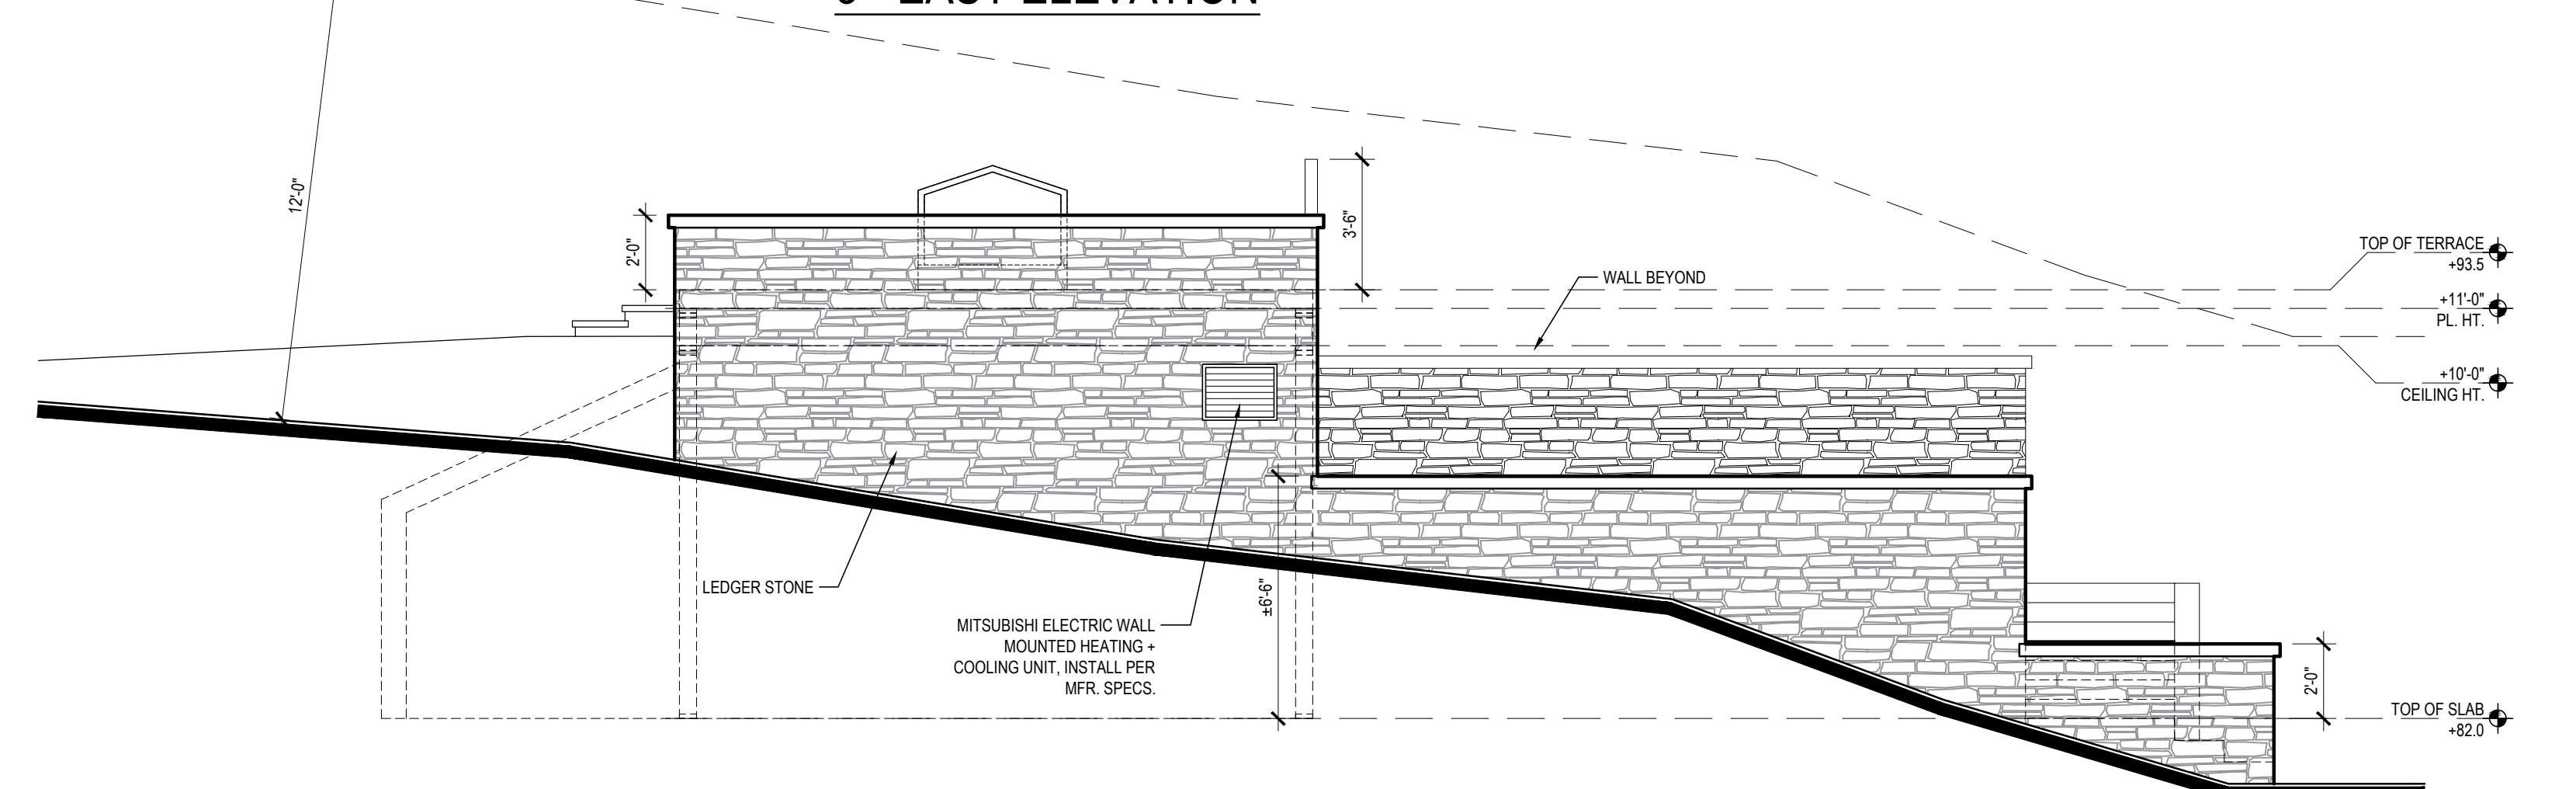 EAST ELEVATION
12'-0"
2'-0"
3'-6"
WALL BEYOND
TOP OF TERRACE
+93.5
+11'-0"
PL. HT.
+10'-0"
CEILING HT.
LEDGER STONE
±6'-6"
MITSUBISHI ELECTRIC WALL
MOUNTED HEATING +
COOLING UNIT, INSTALL PER
MFR. SPECS.
2'-0"
TOP OF SLAB
+82.0